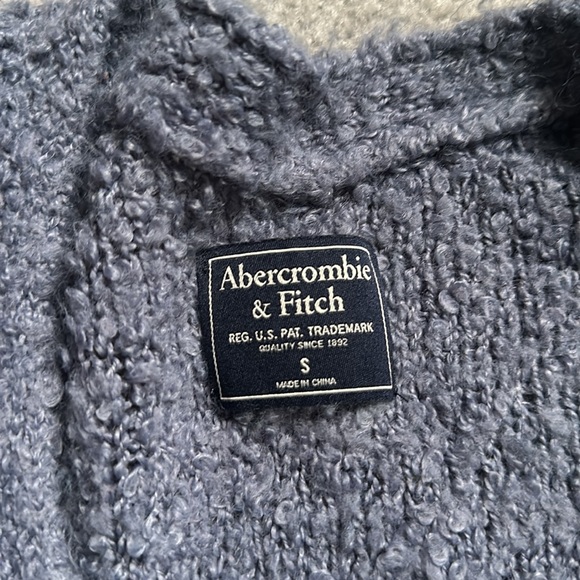 Abercrombie
& Fitch
REG. U.S. PAT. TRADEMARK
QUALITY SINCE 1892
S
MADE IN CHINA